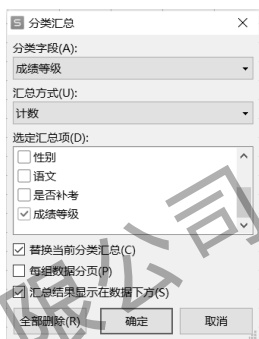 分类汇总
分类字段(A):
成绩等级
汇总方式(U):
计数
选定汇总项(D):
性别
语文
是否补考
成绩等级
替换当前分类汇总(C)
每组数据分页(P)
汇总结果显示在数据下方(S)
全部删除(R) 确定 取消
限公司